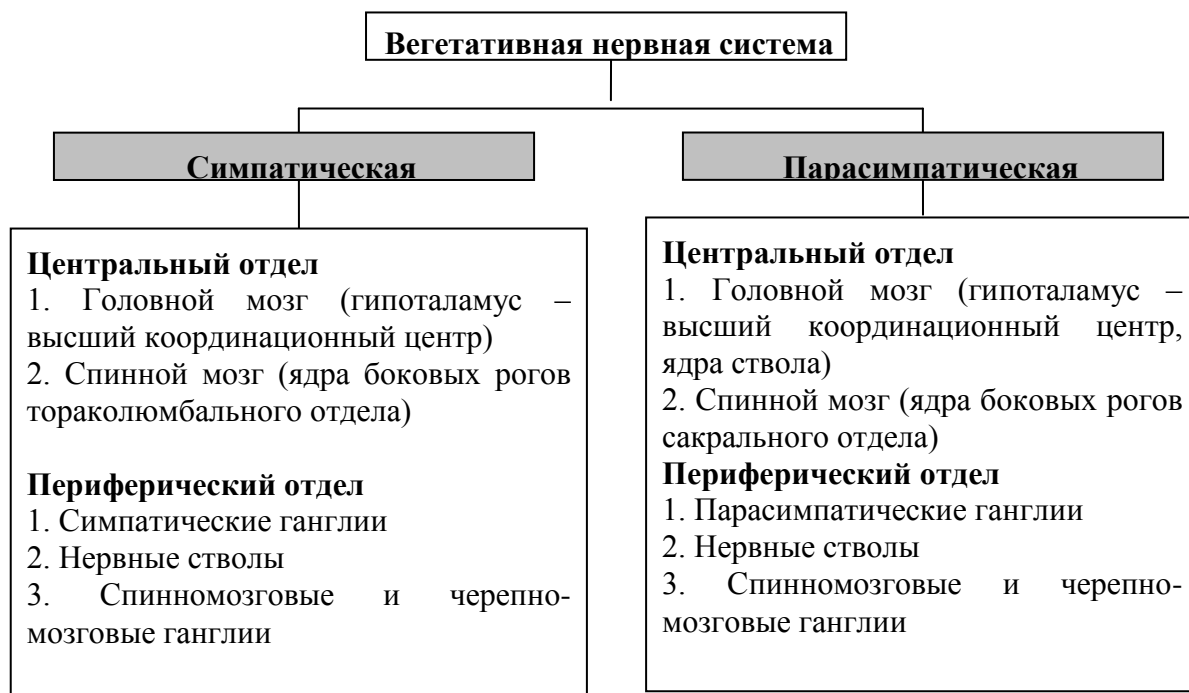 Вегетативная нервная система
Симпатическая
Парасимпатическая
Центральный отдел
1. Головной мозг (гипоталамус –
высший координационный центр)
2. Спинной мозг (ядра боковых рогов
тораколюмбального отдела)
Периферический отдел
1. Симпатические ганглии
2. Нервные стволы
3. Спинномозговые и черепно-
мозговые ганглии
Центральный отдел
1. Головной мозг (гипоталамус –
высший координационный центр,
ядра ствола)
2. Спинной мозг (ядра боковых рогов
сакрального отдела)
Периферический отдел
1. Парасимпатические ганглии
2. Нервные стволы
3. Спинномозговые и черепно-
мозговые ганглии